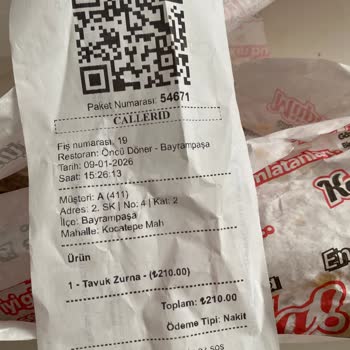 Paket Numarası: 54671
CALLERID
Fiş numarası, 19
Restoran: Öncü Döner - Bayrampaşa
Tarih: 09-01-2026
Saat: 15:26:13
Müşteri: A (411)
Adres: 2. SK | No: 4 | Kat: 2
İlçe: Bayrampaşa
Mahalle: Kocatepe Mah
Ürün
1 - Tavuk Zurna - (₺210.00)
Toplam: ₺210.00
Ödeme Tipi: Nakit